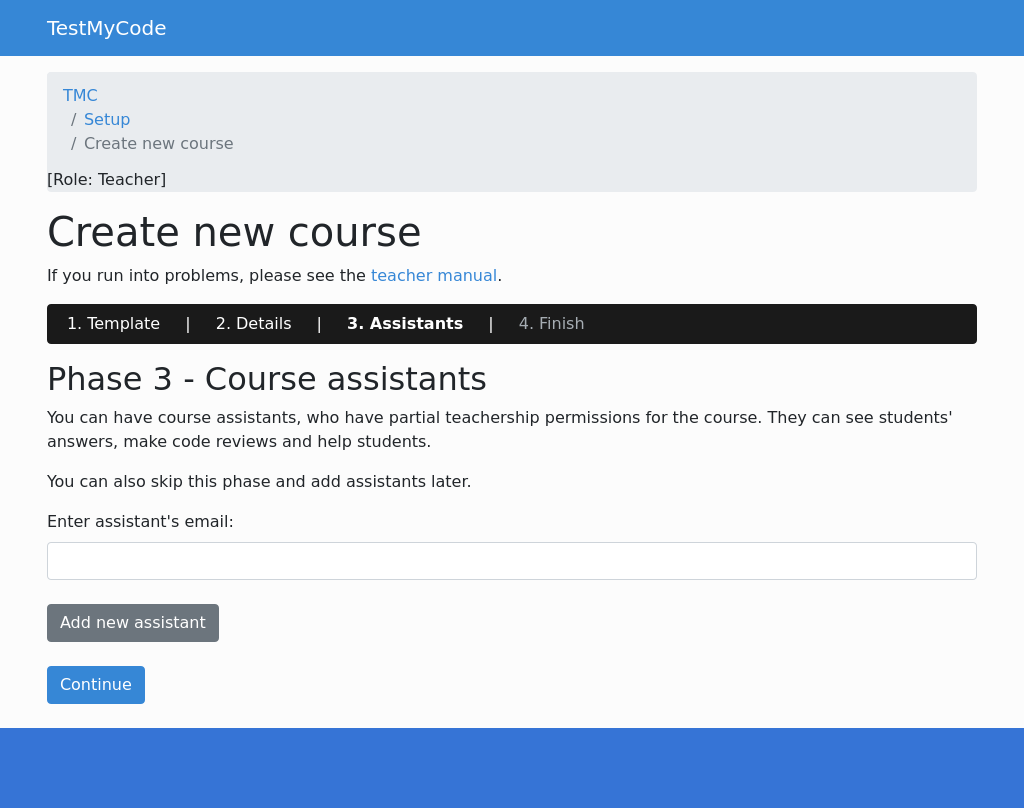 TestMyCode
TMC
/ Setup
/ Create new course
[Role: Teacher]
Create new course
If you run into problems, please see the teacher manual.
1. Template | 2. Details | 3. Assistants | 4. Finish
Phase 3 - Course assistants
You can have course assistants, who have partial teachership permissions for the course. They can see students'
answers, make code reviews and help students.
You can also skip this phase and add assistants later.
Enter assistant's email:
Add new assistant
Continue